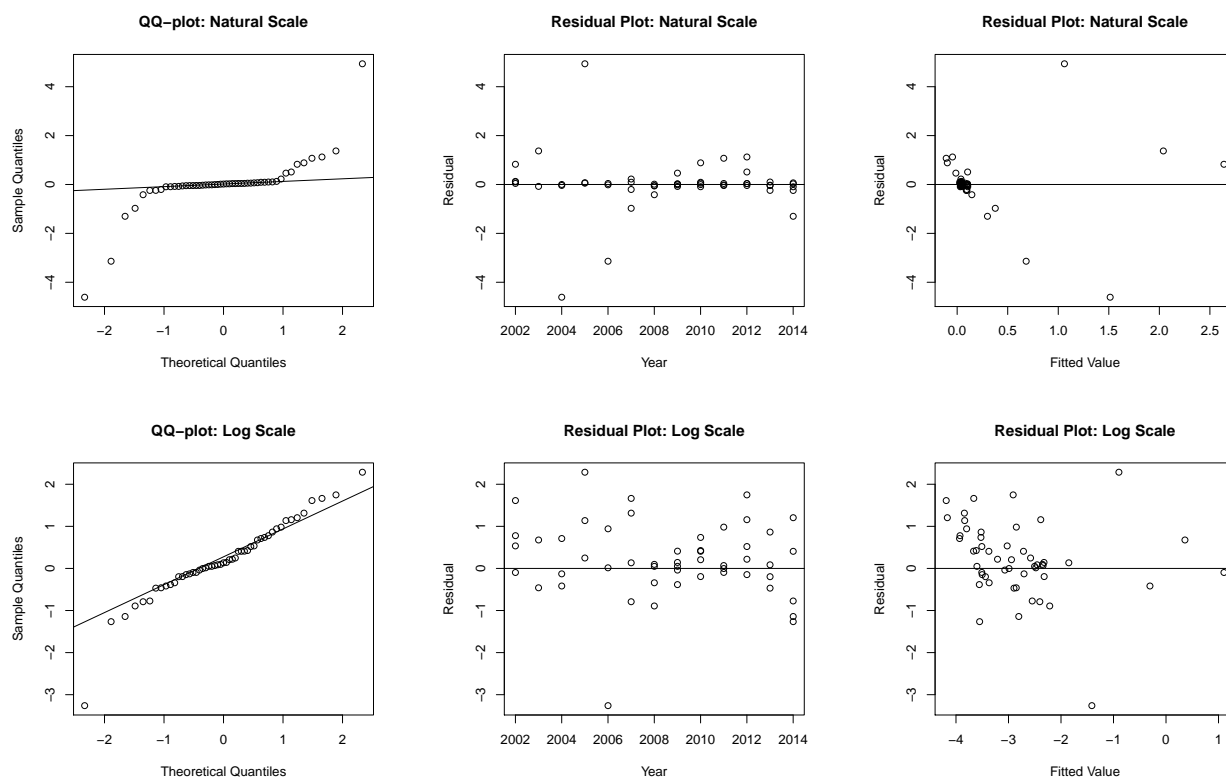 QQ−plot: Natural Scale
Sample Quantiles
4
2
0
−2
−4
−2 −1 0 1 2
Theoretical Quantiles
Residual Plot: Natural Scale
Residual
4
2
0
−2
−4
2002 2004 2006 2008 2010 2012 2014
Year
Residual Plot: Natural Scale
Residual
4
2
0
−2
−4
0.0 0.5 1.0 1.5 2.0 2.5
Fitted Value
QQ−plot: Log Scale
Sample Quantiles
2
1
0
−1
−2
−3
−2 −1 0 1 2
Theoretical Quantiles
Residual Plot: Log Scale
Residual
2
1
0
−1
−2
−3
2002 2004 2006 2008 2010 2012 2014
Year
Residual Plot: Log Scale
Residual
2
1
0
−1
−2
−3
−4 −3 −2 −1 0 1
Fitted Value